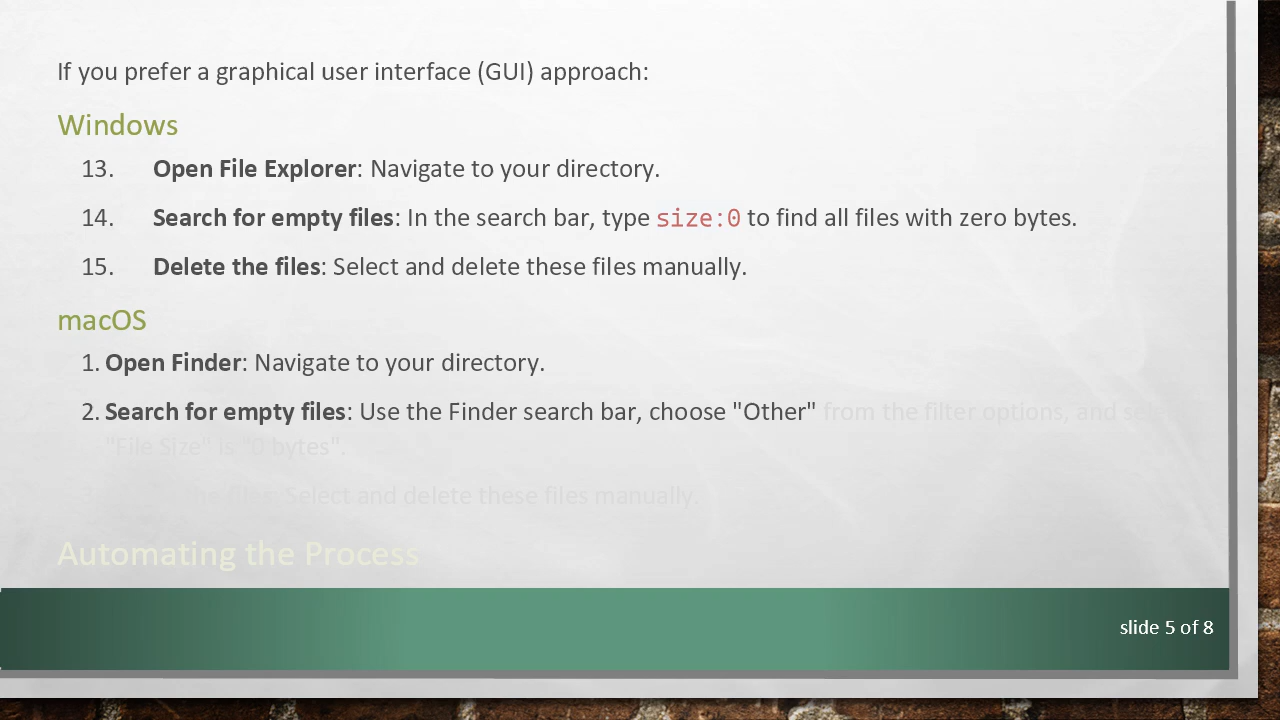 If you prefer a graphical user interface (GUI) approach:
Windows
13. Open File Explorer: Navigate to your directory.
14. Search for empty files: In the search bar, type size:0 to find all files with zero bytes.
15. Delete the files: Select and delete these files manually.
macOS
1. Open Finder: Navigate to your directory.
2. Search for empty files: Use the Finder search bar, choose "Other" from the filter options, and
"File Size" is "0 bytes".
the files: Select and delete these files manually.
Automating the Process
slide 5 of 8